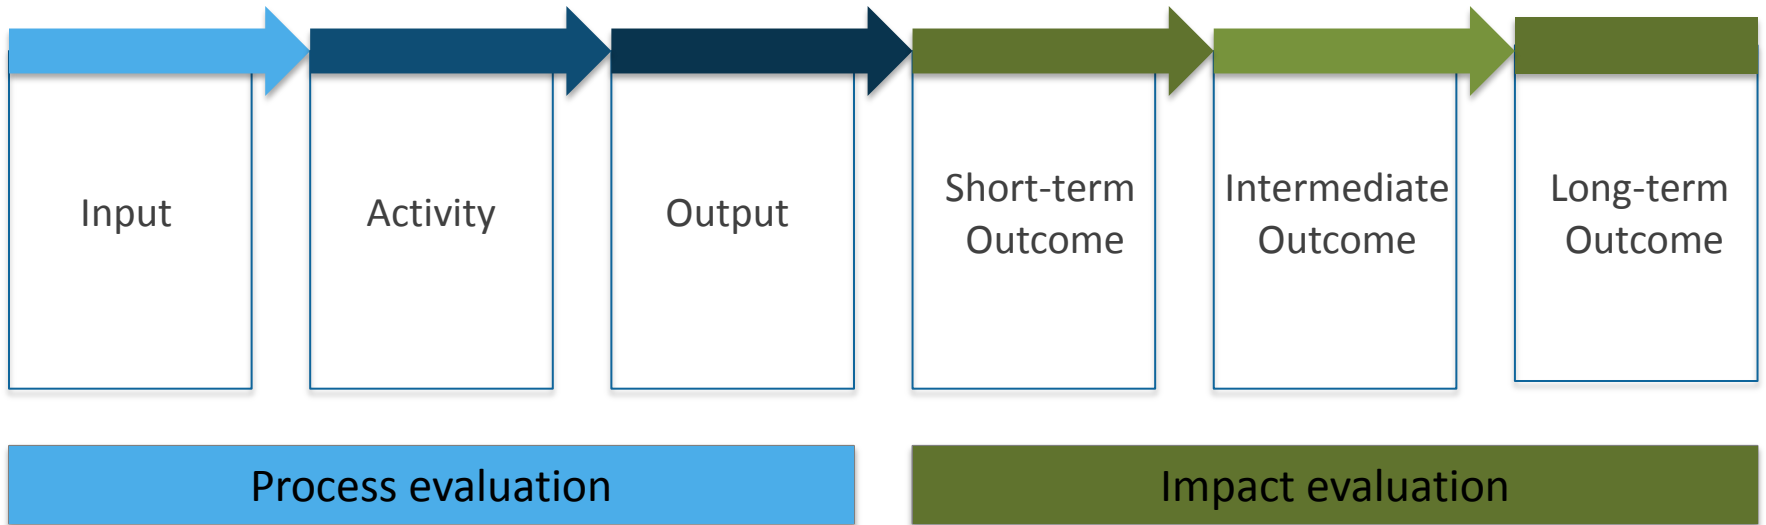 Input
Activity
Output
Short-term
Outcome
Intermediate
Outcome
Long-term
Outcome
Process evaluation
Impact evaluation